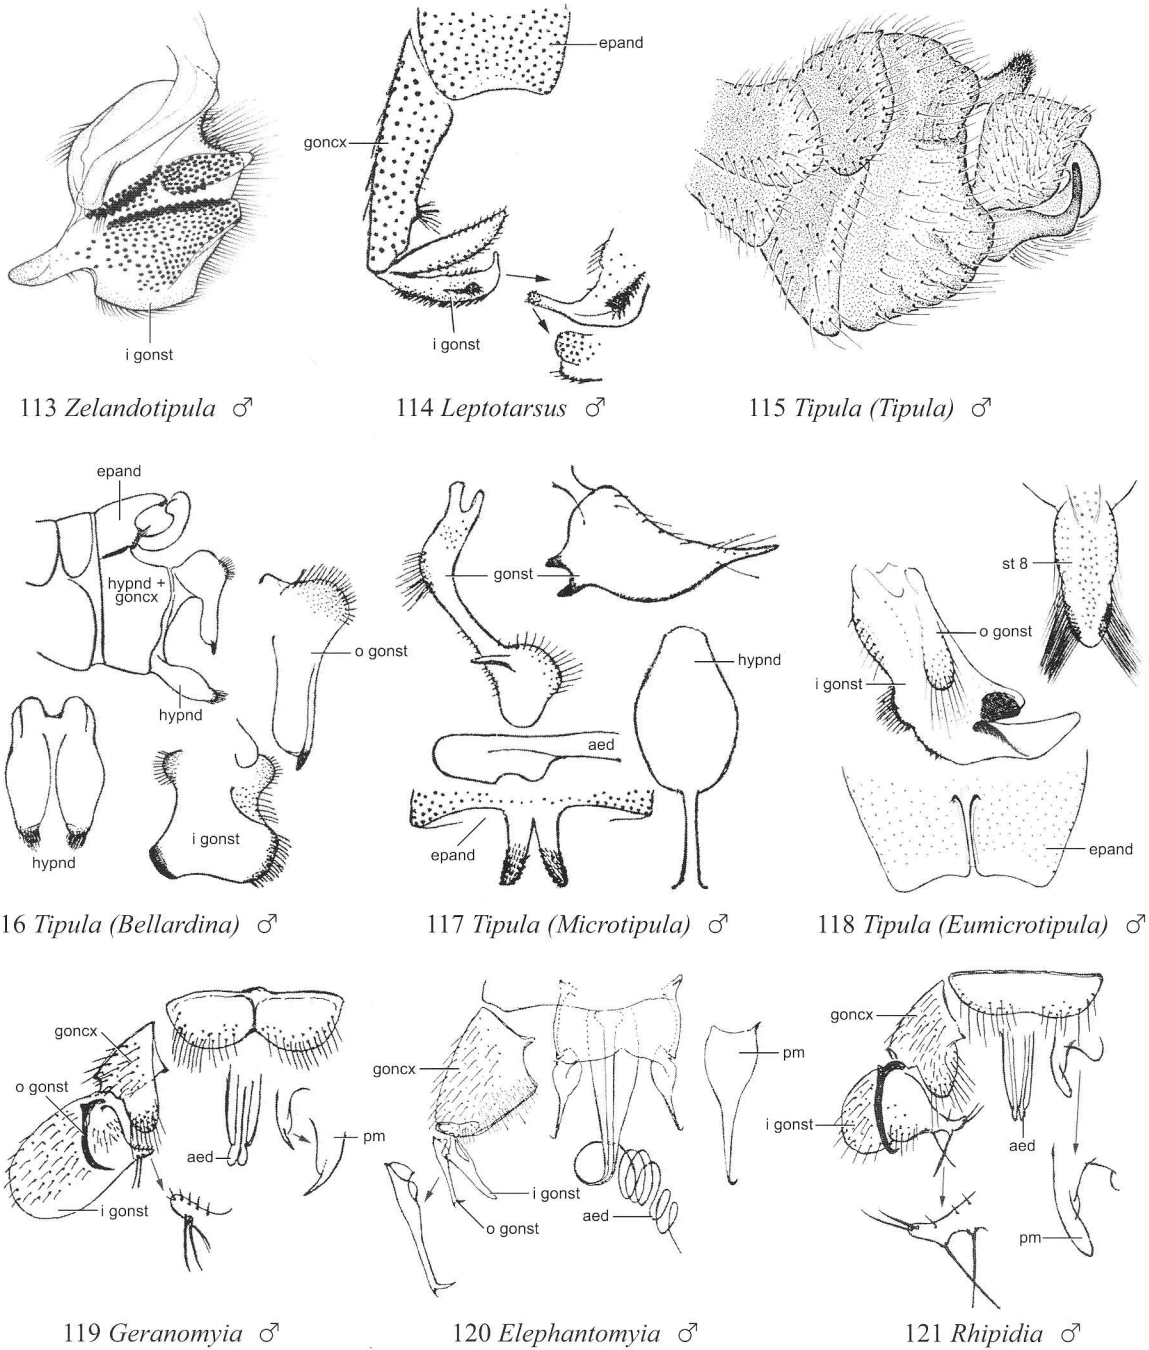 epand
goncx
i gonst
i gonst
113 Zelandotipula ♂
114 Leptotarsus ♂
115 Tipula (Tipula) ♂
epand
hypnd +
goncx
hypnd
hypnd
o gonst
i gonst
gonst
hypnd
aed
epand
st 8
o gonst
i gonst
epand
16 Tipula (Bellardina) ♂
117 Tipula (Microtipula) ♂
118 Tipula (Eumicrotipula) ♂
goncx
o gonst
i gonst
aed
pm
goncx
pm
i gonst
o gonst
aed
goncx
i gonst
aed
pm
119 Geranomyia ♂
120 Elephantomyia ♂
121 Rhipidia ♂